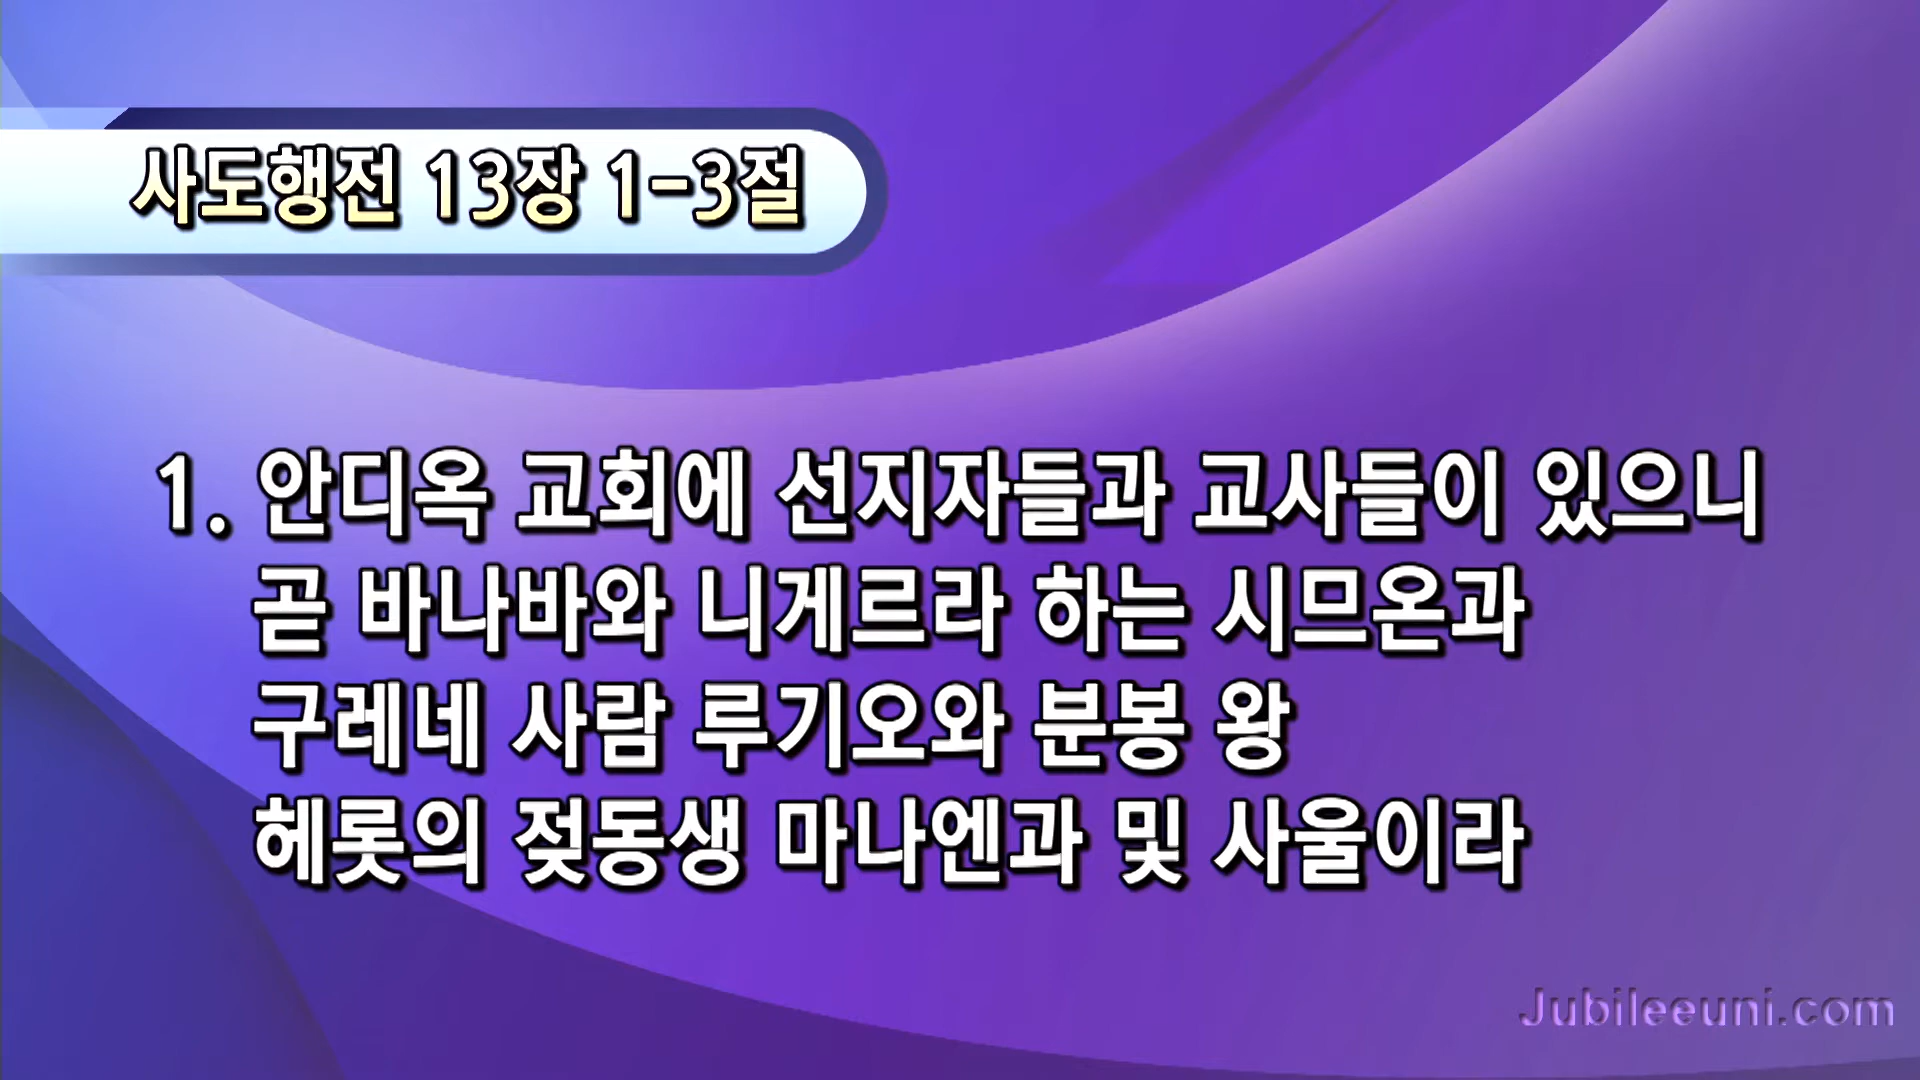 사도행전 13장 1-3절
1. 안디옥 교회에 선지자들과 교사들이 있으니
곧 바나바와 니게르라 하는 시므온과
구레네 사람 루기오와 분봉 왕
헤롯의 젖동생 마나엔과 및 사울이라
Jubileeuni.com